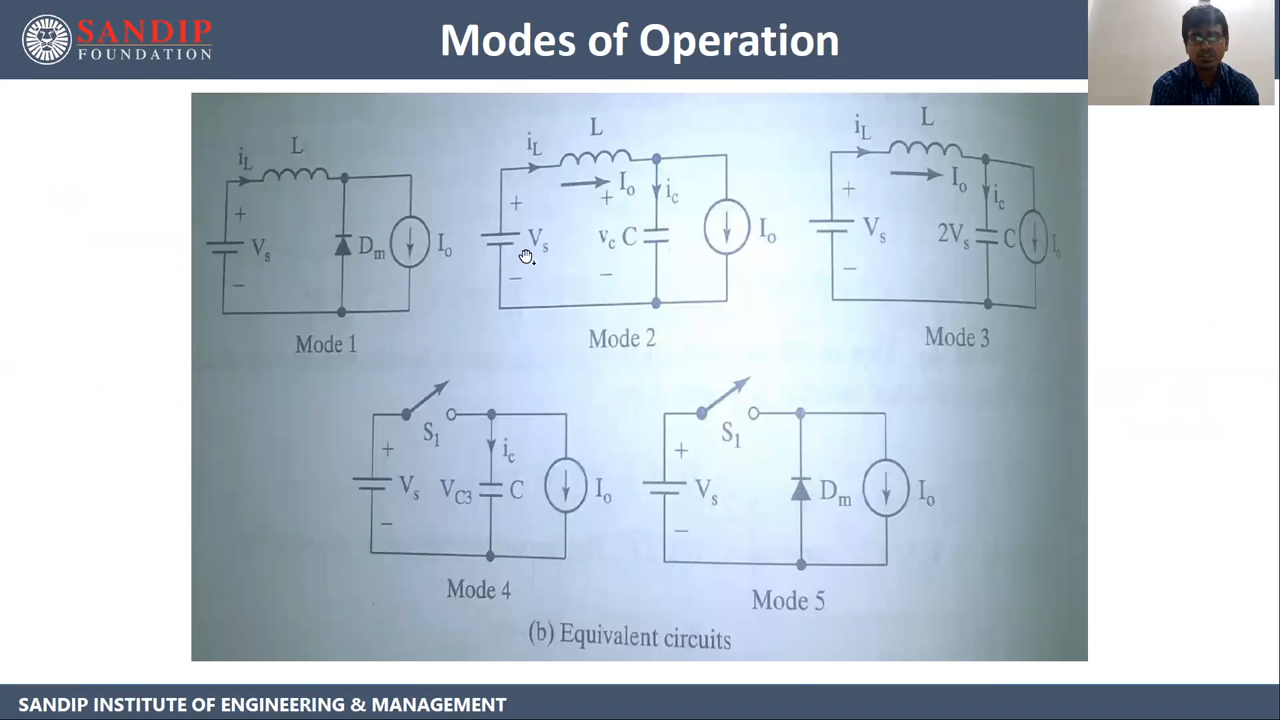 SANDIP
FOUNDATION
Modes of Operation
iL
L
+
Vs
−
Dm
Io
Mode 1
iL
L
Io
+
Vs
−
+
vc
−
C
ic
Io
Mode 2
iL
L
Io
+
Vs
−
2Vs
C
ic
Io
Mode 3
S1
+
Vs
−
VC3
C
ic
Io
Mode 4
S1
+
Vs
−
Dm
Io
Mode 5
(b) Equivalent circuits
SANDIP INSTITUTE OF ENGINEERING & MANAGEMENT